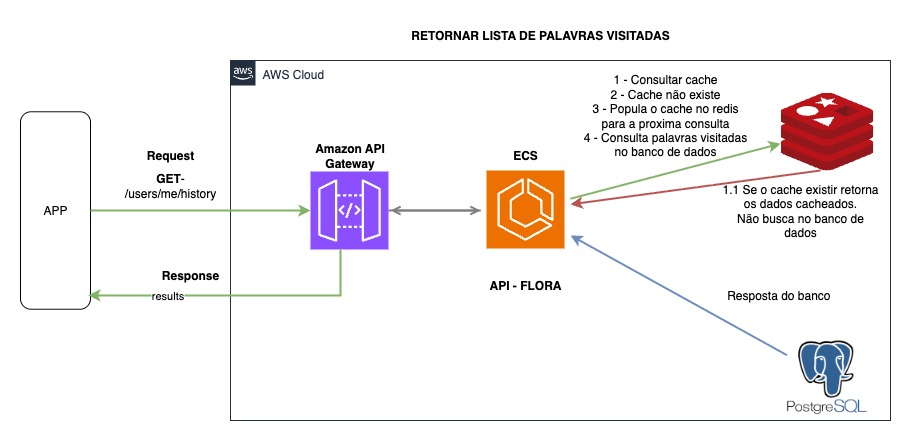 RETORNAR LISTA DE PALAVRAS VISITADAS
aws
AWS Cloud
1 - Consultar cache
2 - Cache não existe
3 - Popula o cache no redis
para a proxima consulta
4 - Consulta palavras visitadas
no banco de dados
Request
GET-
/users/me/history
Amazon API
Gateway
</>
ECS
APP
1.1 Se o cache existir retorna
os dados cacheados.
Não busca no banco de
dados
Response
results
API - FLORA
Resposta do banco
PostgreSQL